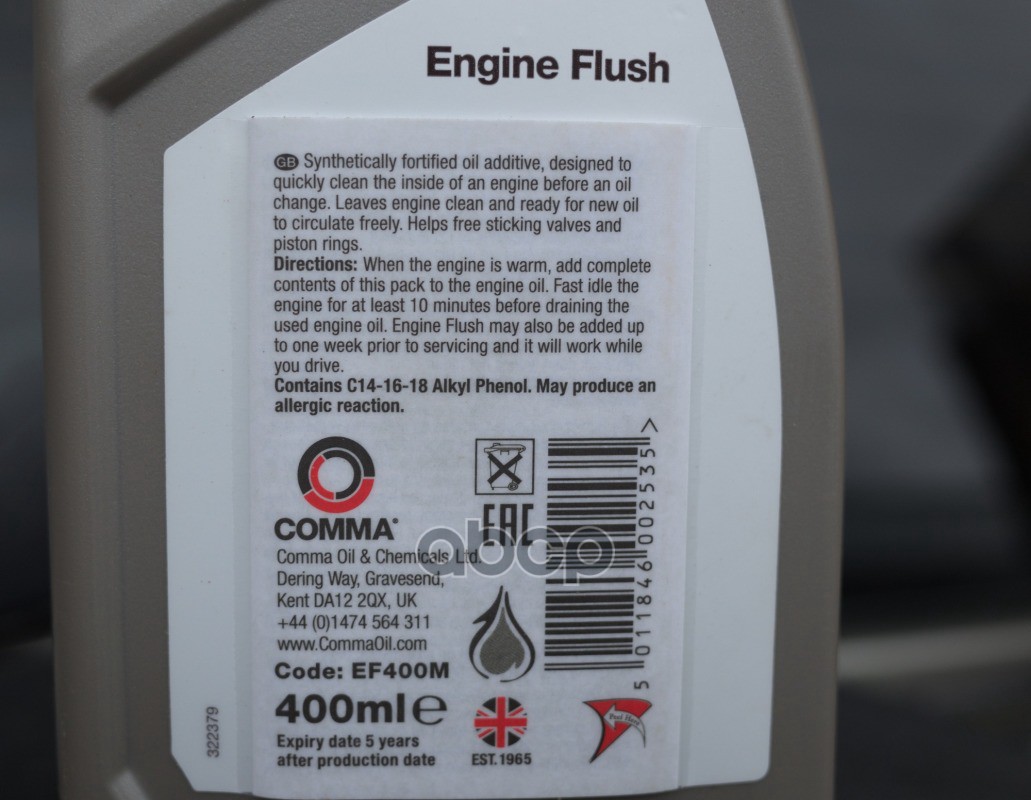 Engine Flush
GB Synthetically fortified oil additive, designed to
quickly clean the inside of an engine before an oil
change. Leaves engine clean and ready for new oil
to circulate freely. Helps free sticking valves and
piston rings.
Directions: When the engine is warm, add complete
contents of this pack to the engine oil. Fast idle the
engine for at least 10 minutes before draining the
used engine oil. Engine Flush may also be added up
to one week prior to servicing and it will work while
you drive.
Contains C14-16-18 Alkyl Phenol. May produce an
allergic reaction.
COMMA®
Comma Oil & Chemicals Ltd.
Dering Way, Gravesend,
Kent DA12 2QX, UK
+44 (0)1474 564 311
www.CommaOil.com
Code: EF400M
400ml e
Expiry date 5 years
after production date
322379
EAC
abcp
5 011846 002535 >
EST.1965